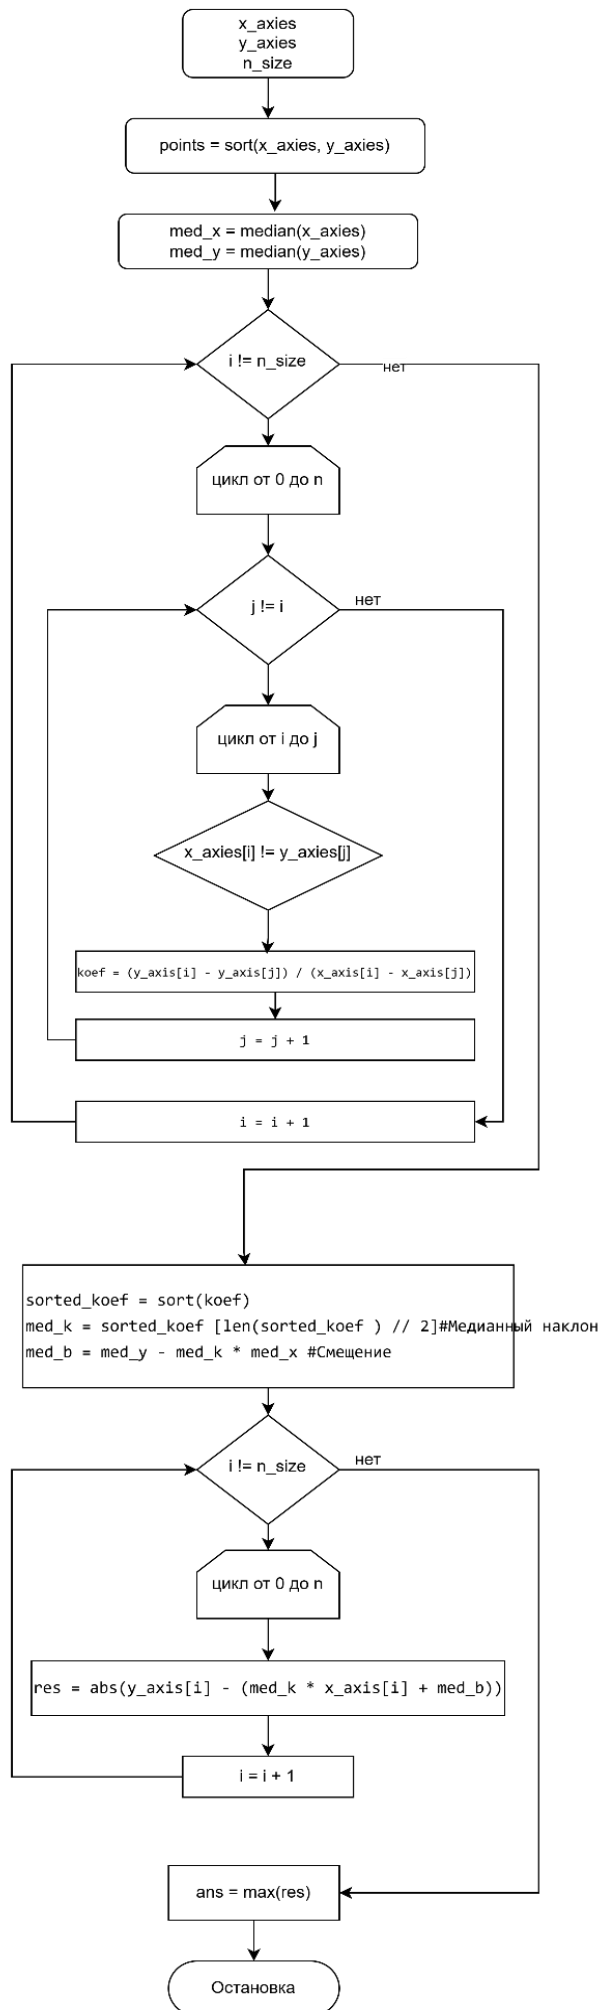 x_axies
y_axies
n_size
points = sort(x_axies, y_axies)
med_x = median(x_axies)
med_y = median(y_axies)
i != n_size
нет
цикл от 0 до n
j != i
нет
цикл от i до j
x_axies[i] != y_axies[j]
koef = (y_axis[i] - y_axis[j]) / (x_axis[i] - x_axis[j])
j = j + 1
i = i + 1
sorted_koef = sort(koef)
med_k = sorted_koef [len(sorted_koef ) // 2]#Медианный наклон
med_b = med_y - med_k * med_x #Смещение
i != n_size
нет
цикл от 0 до n
res = abs(y_axis[i] - (med_k * x_axis[i] + med_b))
i = i + 1
ans = max(res)
Остановка